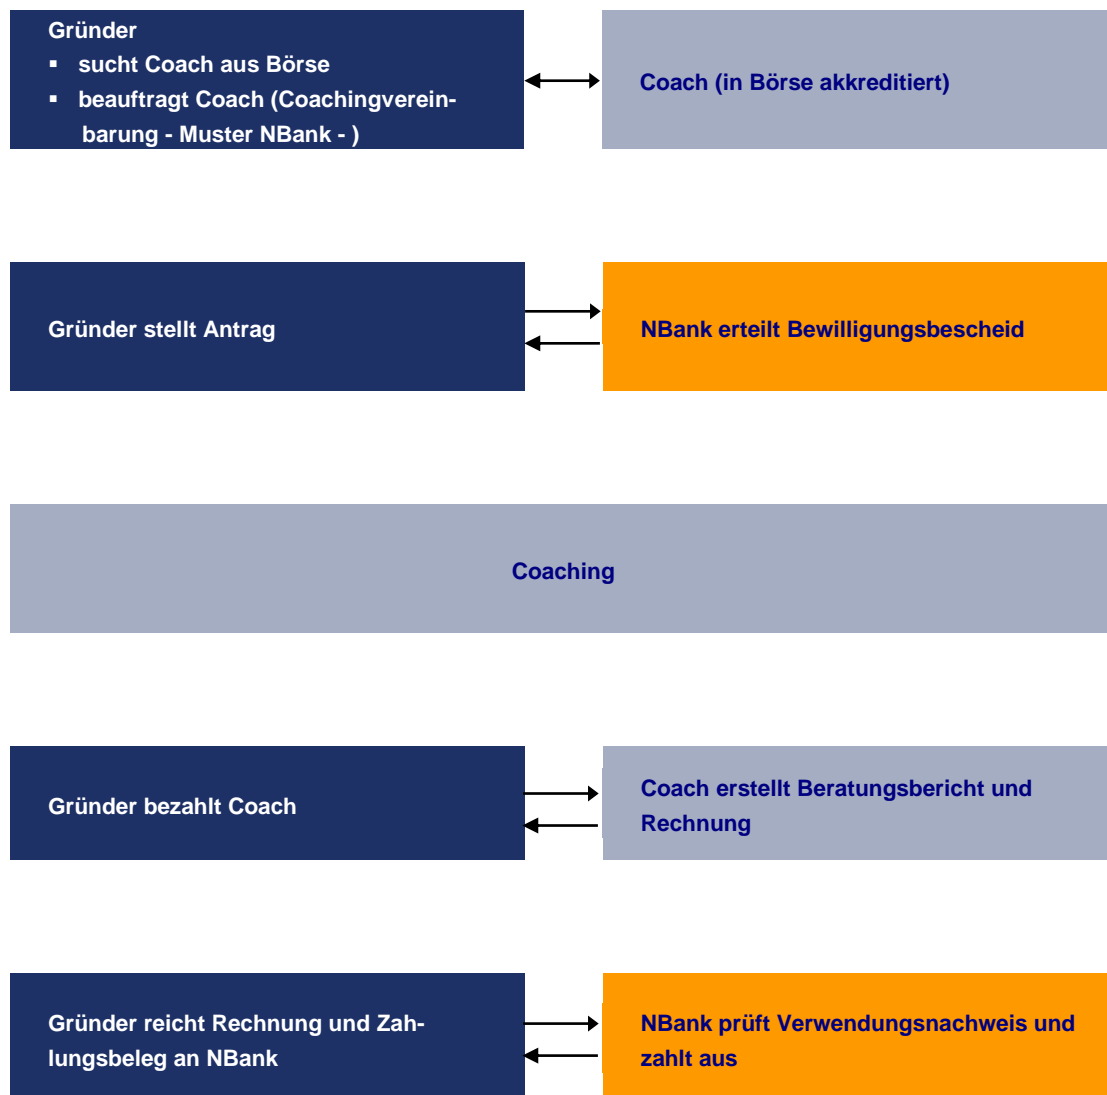 Gründer
▪ sucht Coach aus Börse
▪ beauftragt Coach (Coachingverein-
barung - Muster NBank - )
Coach (in Börse akkreditiert)
Gründer stellt Antrag
NBank erteilt Bewilligungsbescheid
Coaching
Gründer bezahlt Coach
Coach erstellt Beratungsbericht und
Rechnung
Gründer reicht Rechnung und Zah-
lungsbeleg an NBank
NBank prüft Verwendungsnachweis und
zahlt aus